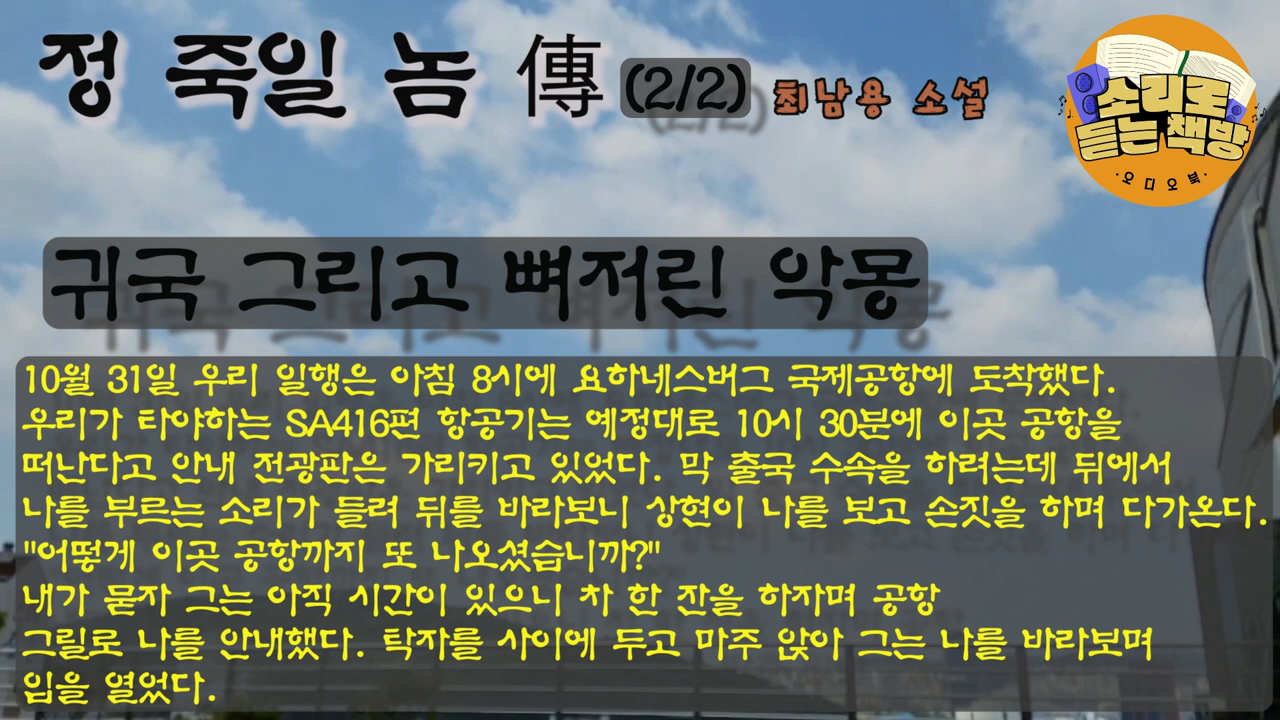 정 죽일 놈 傳 (2/2) 최남용 소설
소리로
듣는 책방
·오디오북·
귀국 그리고 뼈저린 악몽
10월 31일 우리 일행은 아침 8시에 요하네스버그 국제공항에 도착했다.
우리가 타야하는 SA416편 항공기는 예정대로 10시 30분에 이곳 공항을
떠난다고 안내 전광판은 가리키고 있었다. 막 출국 수속을 하려는데 뒤에서
나를 부르는 소리가 들려 뒤를 바라보니 상현이 나를 보고 손짓을 하며 다가온다.
"어떻게 이곳 공항까지 또 나오셨습니까?"
내가 묻자 그는 아직 시간이 있으니 차 한 잔을 하자며 공항
그릴로 나를 안내했다. 탁자를 사이에 두고 마주 앉아 그는 나를 바라보며
입을 열었다.